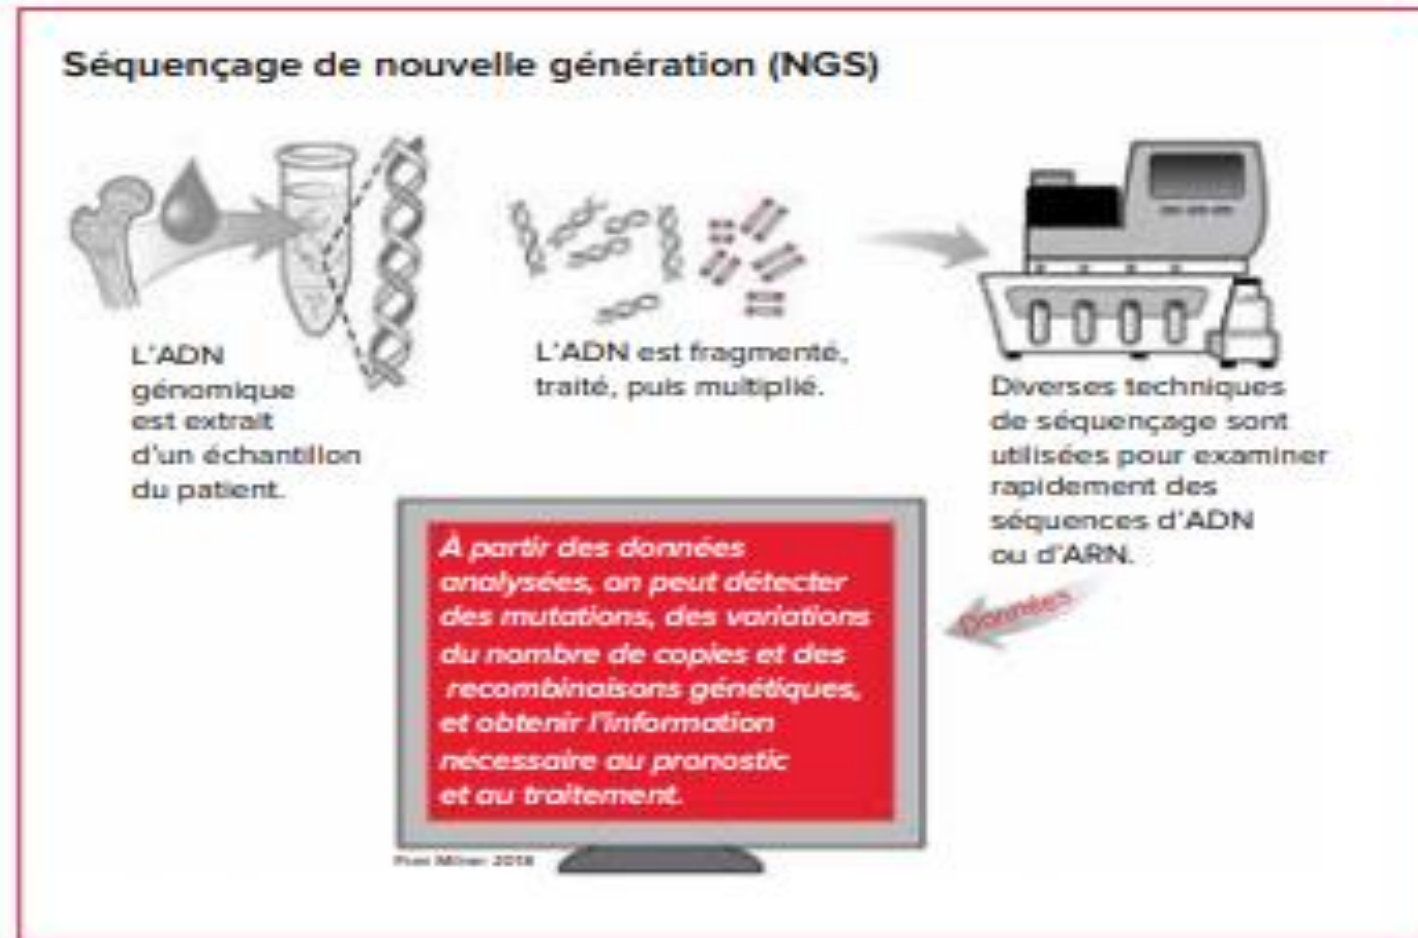 Séquençage de nouvelle génération (NGS)
L'ADN
génomique
est extrait
d'un échantillon
du patient.
L'ADN est fragmenté,
traité, puis multiplié.
Diverses techniques
de séquençage sont
utilisées pour examiner
rapidement des
séquences d'ADN
ou d'ARN.
Données
À partir des données
analysées, on peut détecter
des mutations, des variations
du nombre de copies et des
recombinaisons génétiques,
et obtenir l'information
nécessaire au pronostic
et au traitement.